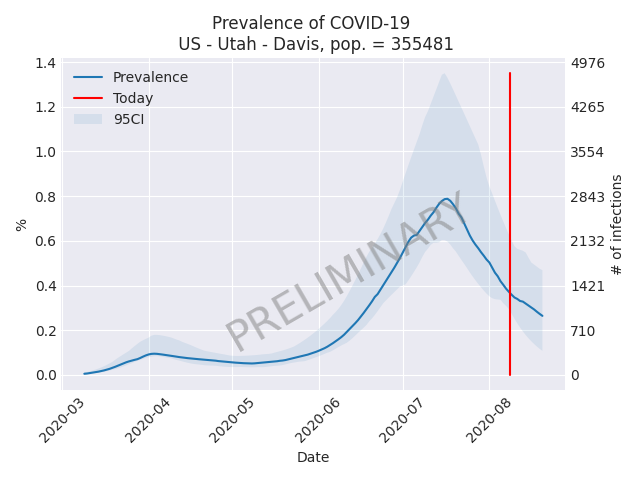 Prevalence of COVID-19
US - Utah - Davis, pop. = 355481
Prevalence
Today
95CI
PRELIMINARY
%
1.4
1.2
1.0
0.8
0.6
0.4
0.2
0.0
4976
4265
3554
2843
2132
1421
710
0
# of infections
2020-03
2020-04
2020-05
2020-06
2020-07
2020-08
Date